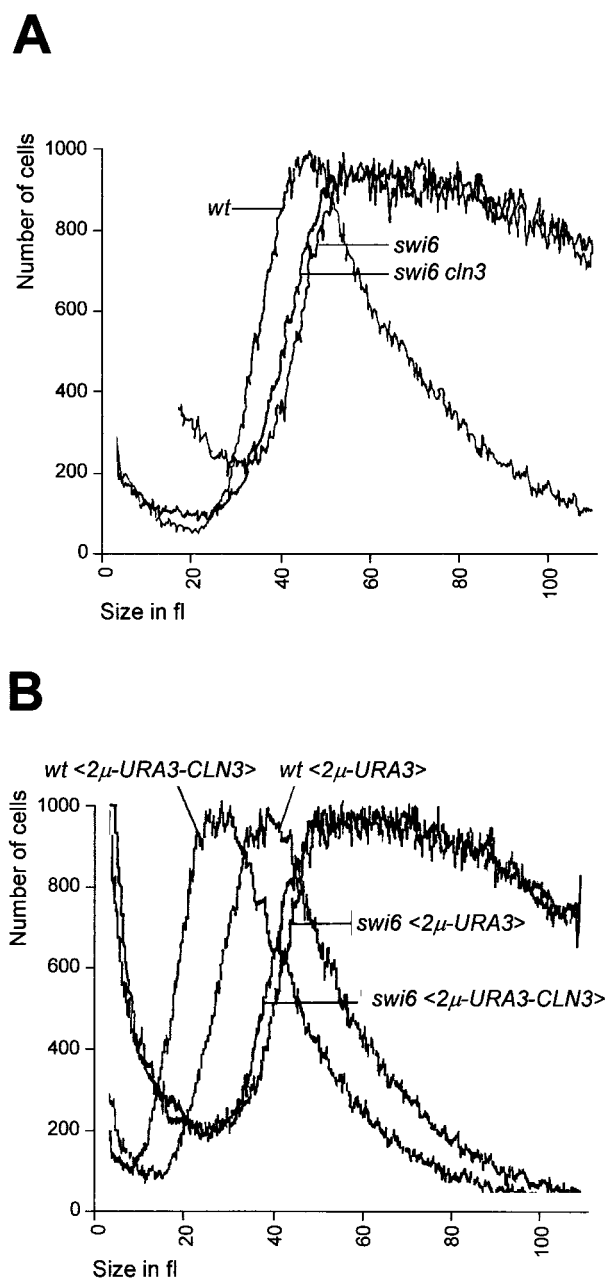 A
Number of cells
1000
800
600
400
200
0
wt
swi6
swi6 cln3
0 20 40 60 80 100
Size in fl
B
wt <2μ-URA3-CLN3> wt <2μ-URA3>
Number of cells
1000
800
600
400
200
0
swi6 <2μ-URA3>
swi6 <2μ-URA3-CLN3>
0 20 40 60 80 100
Size in fl